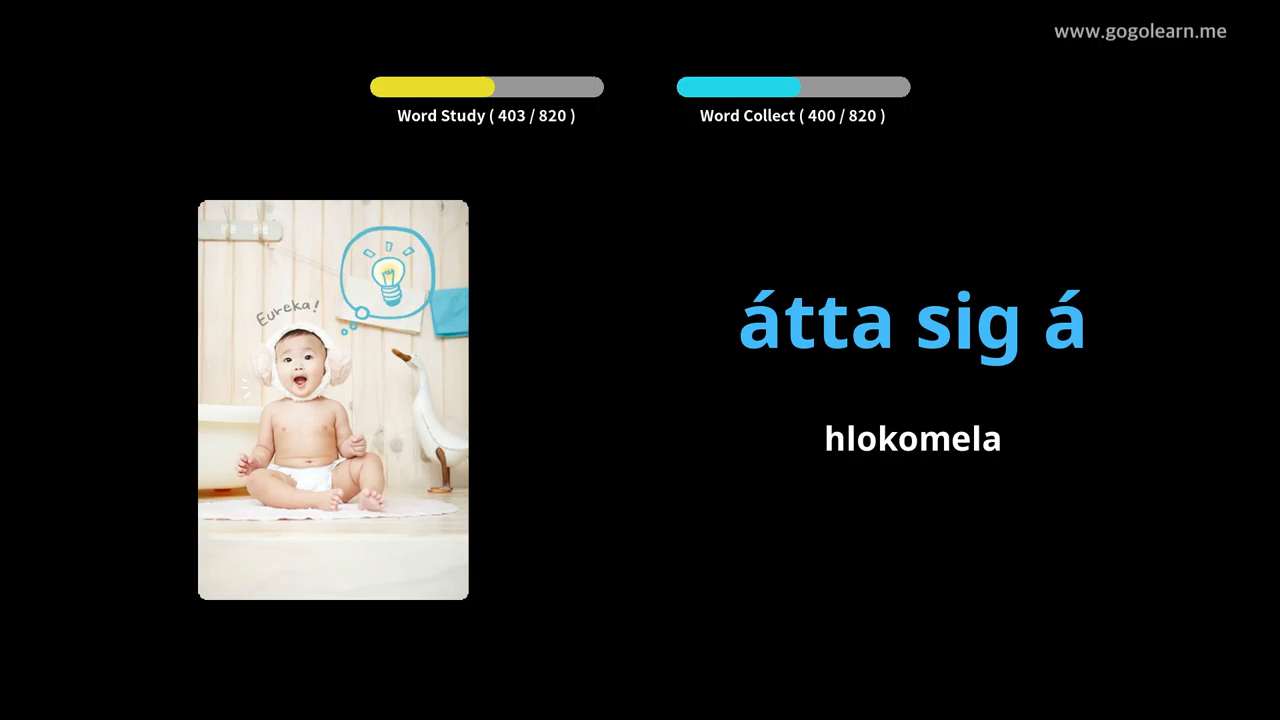 www.gogolearn.me
Word Study ( 403 / 820 )
Word Collect ( 400 / 820 )
Eureka!
átta sig á
hlokomela